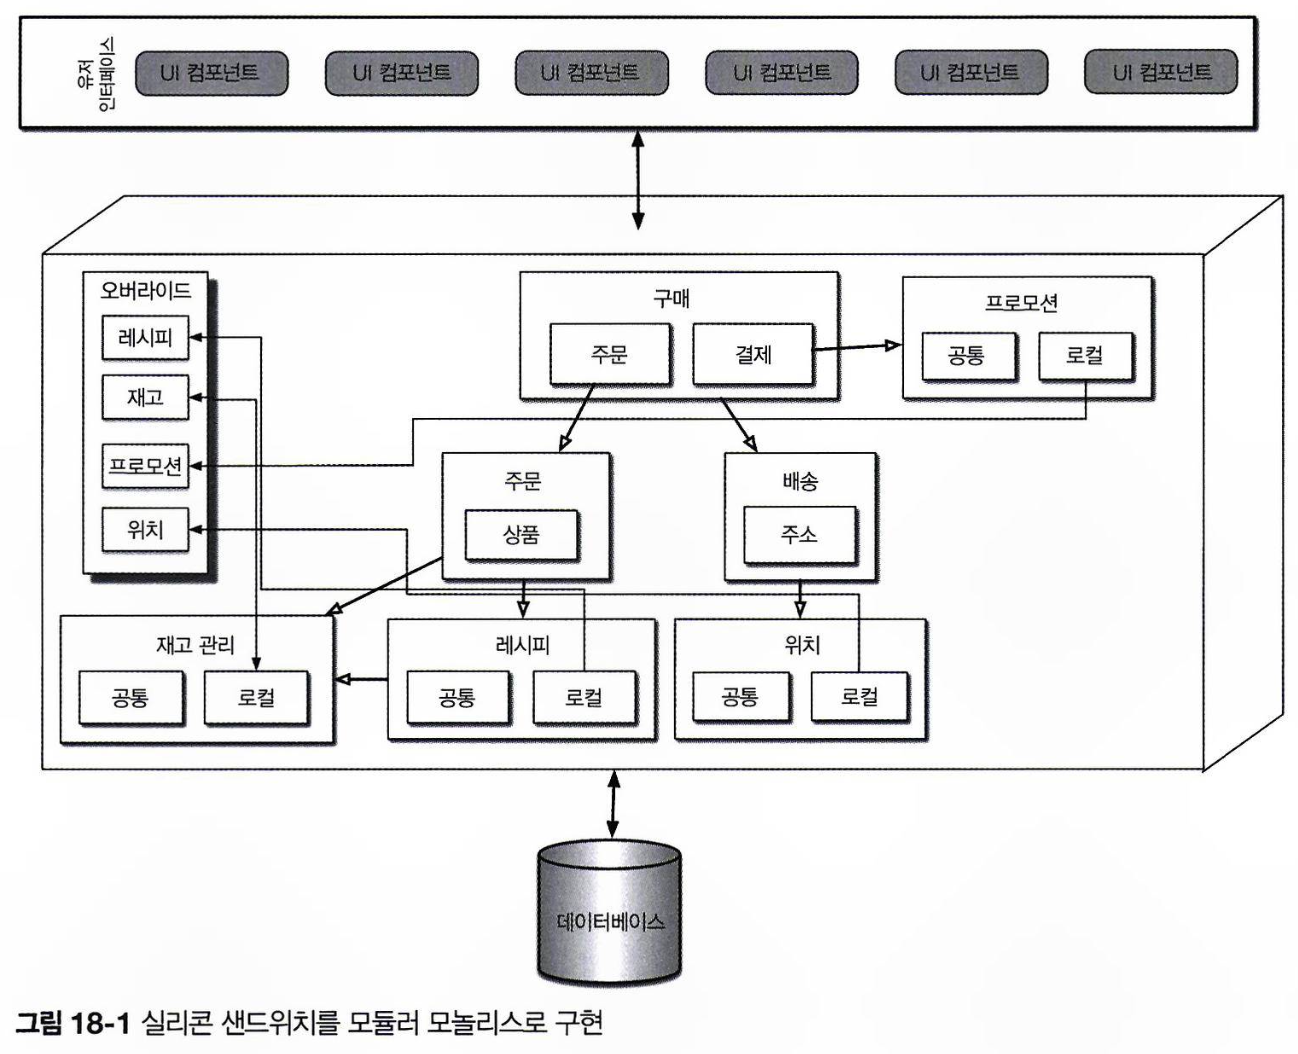 유저
인터페이스
UI 컴포넌트 UI 컴포넌트 UI 컴포넌트 UI 컴포넌트 UI 컴포넌트 UI 컴포넌트
오버라이드
레시피
재고
프로모션
위치
구매
주문 결제
프로모션
공통 로컬
주문
상품
배송
주소
재고 관리
공통 로컬
레시피
공통 로컬
위치
공통 로컬
데이터베이스
그림 18-1 실리콘 샌드위치를 모듈러 모놀리스로 구현